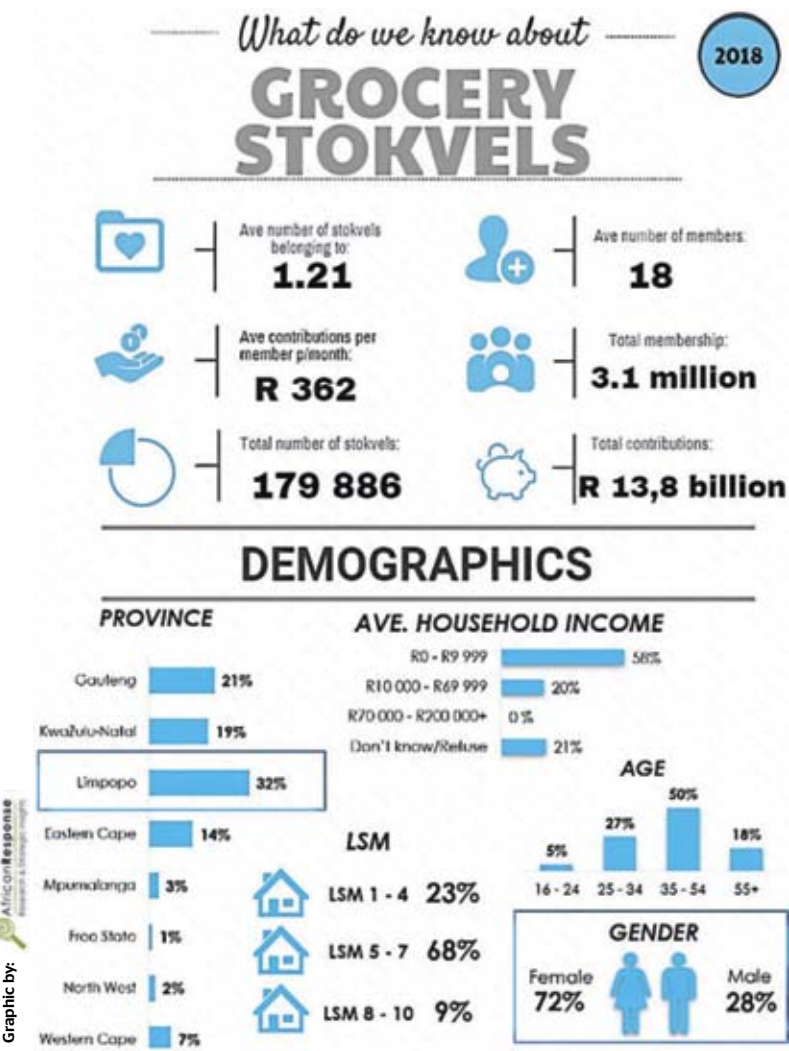 What do we know about
2018
GROCERY
STOKVELS
Ave number of stokvels
belonging to:
1.21
Ave number of members:
18
Ave contributions per
member p/month:
R 362
Total membership:
3.1 million
Total number of stokvels:
179 886
Total contributions:
R 13,8 billion
DEMOGRAPHICS
PROVINCE
Gauteng 21%
KwaZulu-Natal 19%
Limpopo 32%
Eastern Cape 14%
Mpumalanga 3%
Free State 1%
North West 2%
Western Cape 7%
AVE. HOUSEHOLD INCOME
R0 - R9 999 58%
R10 000 - R69 999 20%
R70 000 - R200 000+ 0%
Don't know/Refuse 21%
AGE
5% 27% 50% 18%
16 - 24 25 - 34 35 - 54 55+
LSM
LSM 1 - 4 23%
LSM 5 - 7 68%
LSM 8 - 10 9%
GENDER
Female
72%
Male
28%
Graphic by:
AfricanResponse
Research & Strategic Insights